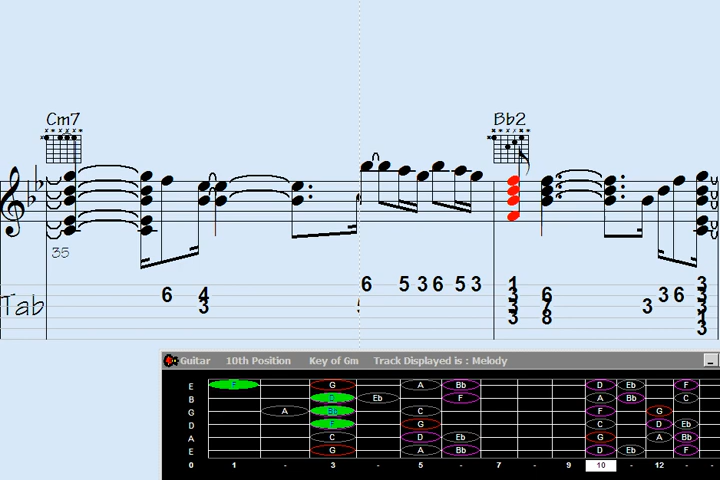 Cm7 Bb2
35
6 5 3 6 5 3 1 3
6 4 3 6 3 6 3
Tab 3 3 7 3 3
3 8 1
3
Guitar 10th Position Key of Gm Track Displayed is : Melody
E F G A Bb D Eb F
B D Eb F A Bb C
G A Bb C F G
D F G C D Eb
A C D Eb G A Bb
E G A Bb D Eb F
0 1 - 3 - 5 - 7 - 9 10 - 12 -